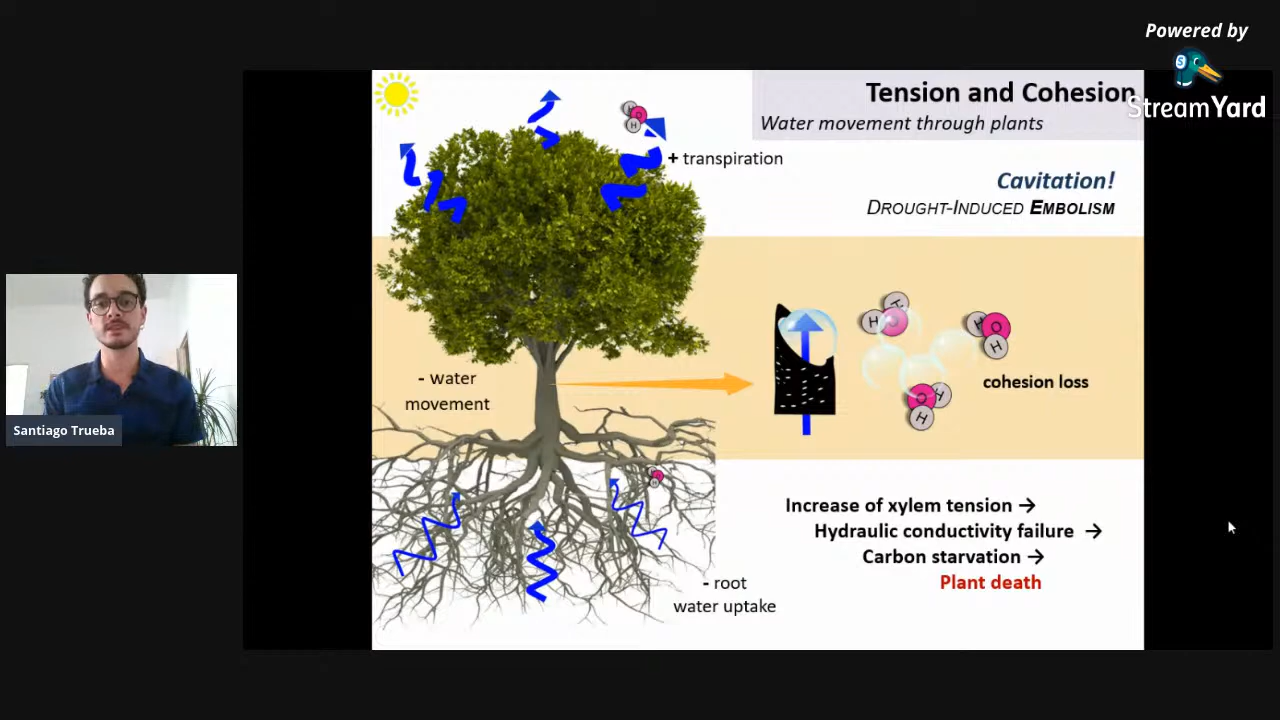 Powered by
StreamYard
Tension and Cohesion
Water movement through plants
+ transpiration
Cavitation!
DROUGHT-INDUCED EMBOLISM
H
O
H
H
H
H
O
H
O
H
H
cohesion loss
- water
movement
Santiago Trueba
Increase of xylem tension →
Hydraulic conductivity failure →
Carbon starvation →
Plant death
- root
water uptake